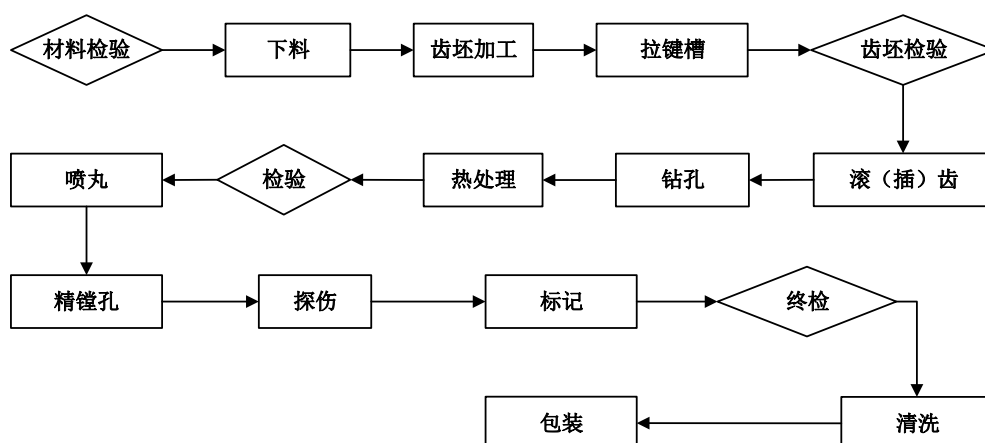 材料检验
下料
齿坯加工
拉键槽
齿坯检验
滚（插）齿
钻孔
热处理
检验
喷丸
精镗孔
探伤
标记
终检
清洗
包装